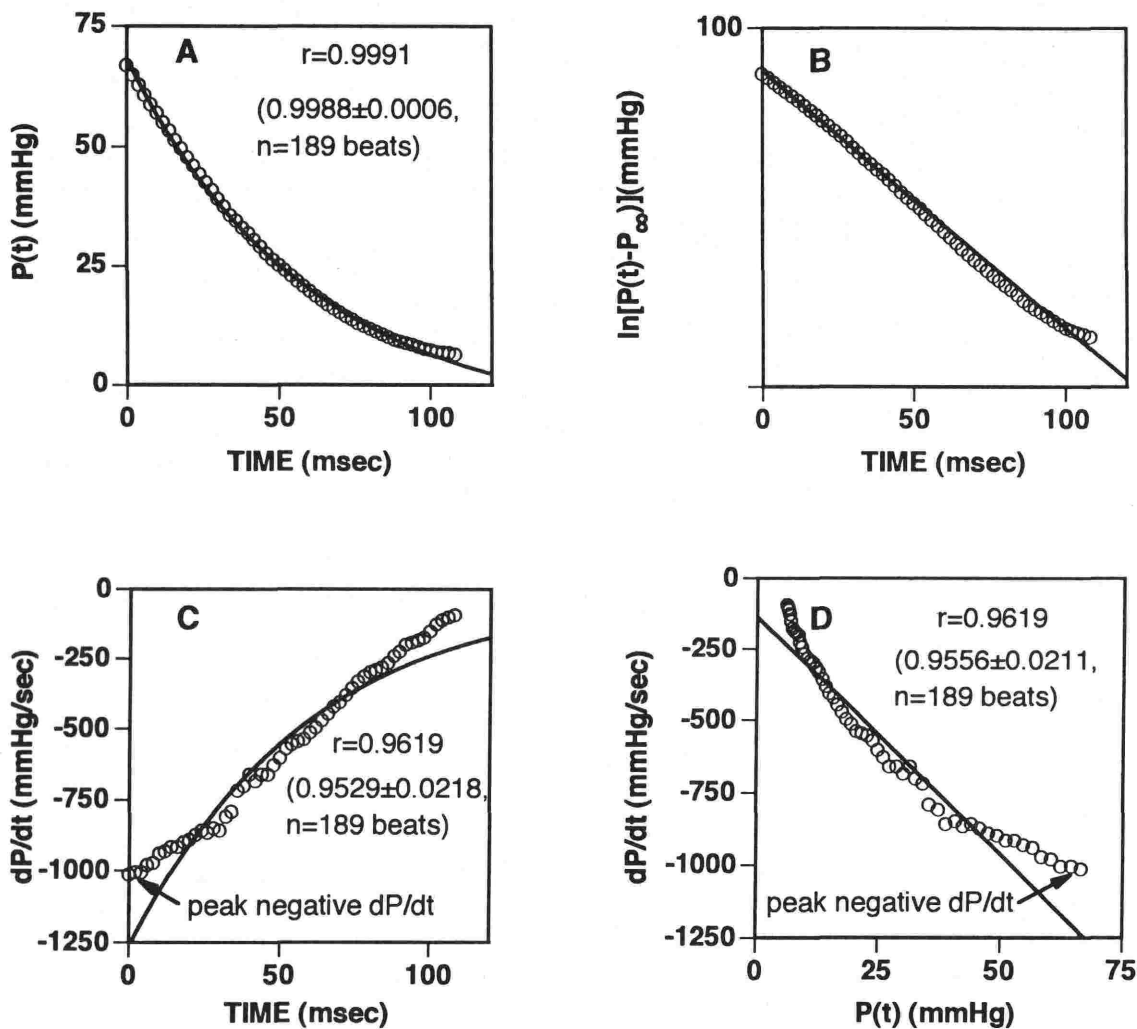 75
A
r=0.9991
(0.9988±0.0006,
n=189 beats)
50
25
0
P(t) (mmHg)
0 50 100
TIME (msec)
100
B
ln[P(t)-P∞)](mmHg)
0 50 100
TIME (msec)
0
C
-250
-500
r=0.9619
-750
(0.9529±0.0218,
n=189 beats)
-1000
peak negative dP/dt
-1250
dP/dt (mmHg/sec)
0 50 100
TIME (msec)
0
D
r=0.9619
-250
(0.9556±0.0211,
n=189 beats)
-500
-750
-1000
peak negative dP/dt
-1250
dP/dt (mmHg/sec)
0 25 50 75
P(t) (mmHg)